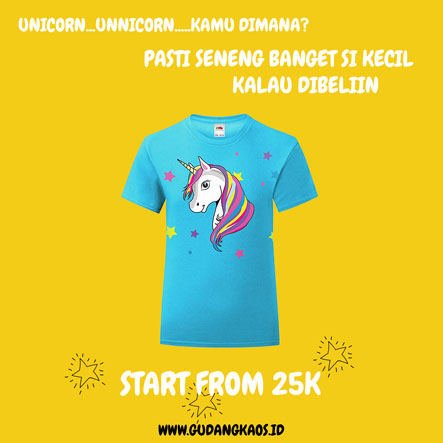 UNICORN...UNNICORN.....KAMU DIMANA?
PASTI SENENG BANGET SI KECIL
KALAU DIBELIIN
START FROM 25K
WWW.GUDANGKAOS.ID